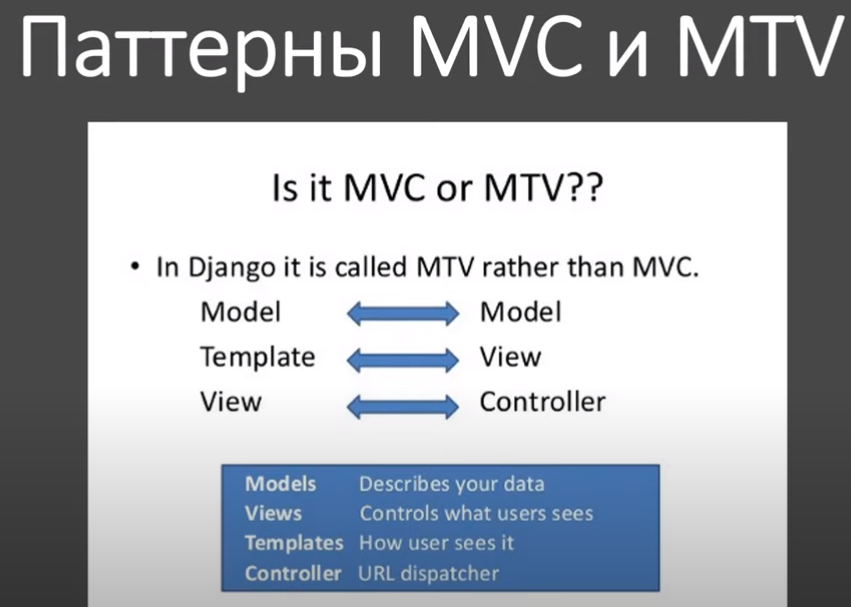 Паттерны MVC и MTV
Is it MVC or MTV??
• In Django it is called MTV rather than MVC.
Model Model
Template View
View Controller
Models Describes your data
Views Controls what users sees
Templates How user sees it
Controller URL dispatcher